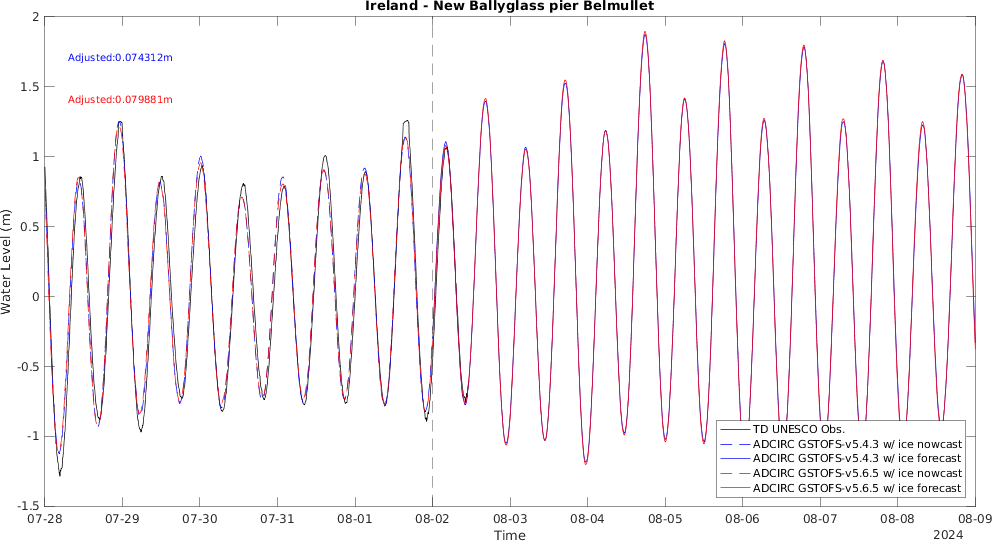 Ireland - New Ballyglass pier Belmullet
Adjusted:0.074312m
Adjusted:0.079881m
Water Level (m)
2
1.5
1
0.5
0
-0.5
-1
-1.5
TD UNESCO Obs.
ADCIRC GSTOFS-v5.4.3 w/ ice nowcast
ADCIRC GSTOFS-v5.4.3 w/ ice forecast
ADCIRC GSTOFS-v5.6.5 w/ ice nowcast
ADCIRC GSTOFS-v5.6.5 w/ ice forecast
07-28 07-29 07-30 07-31 08-01 08-02 08-03 08-04 08-05 08-06 08-07 08-08 08-09
Time
2024